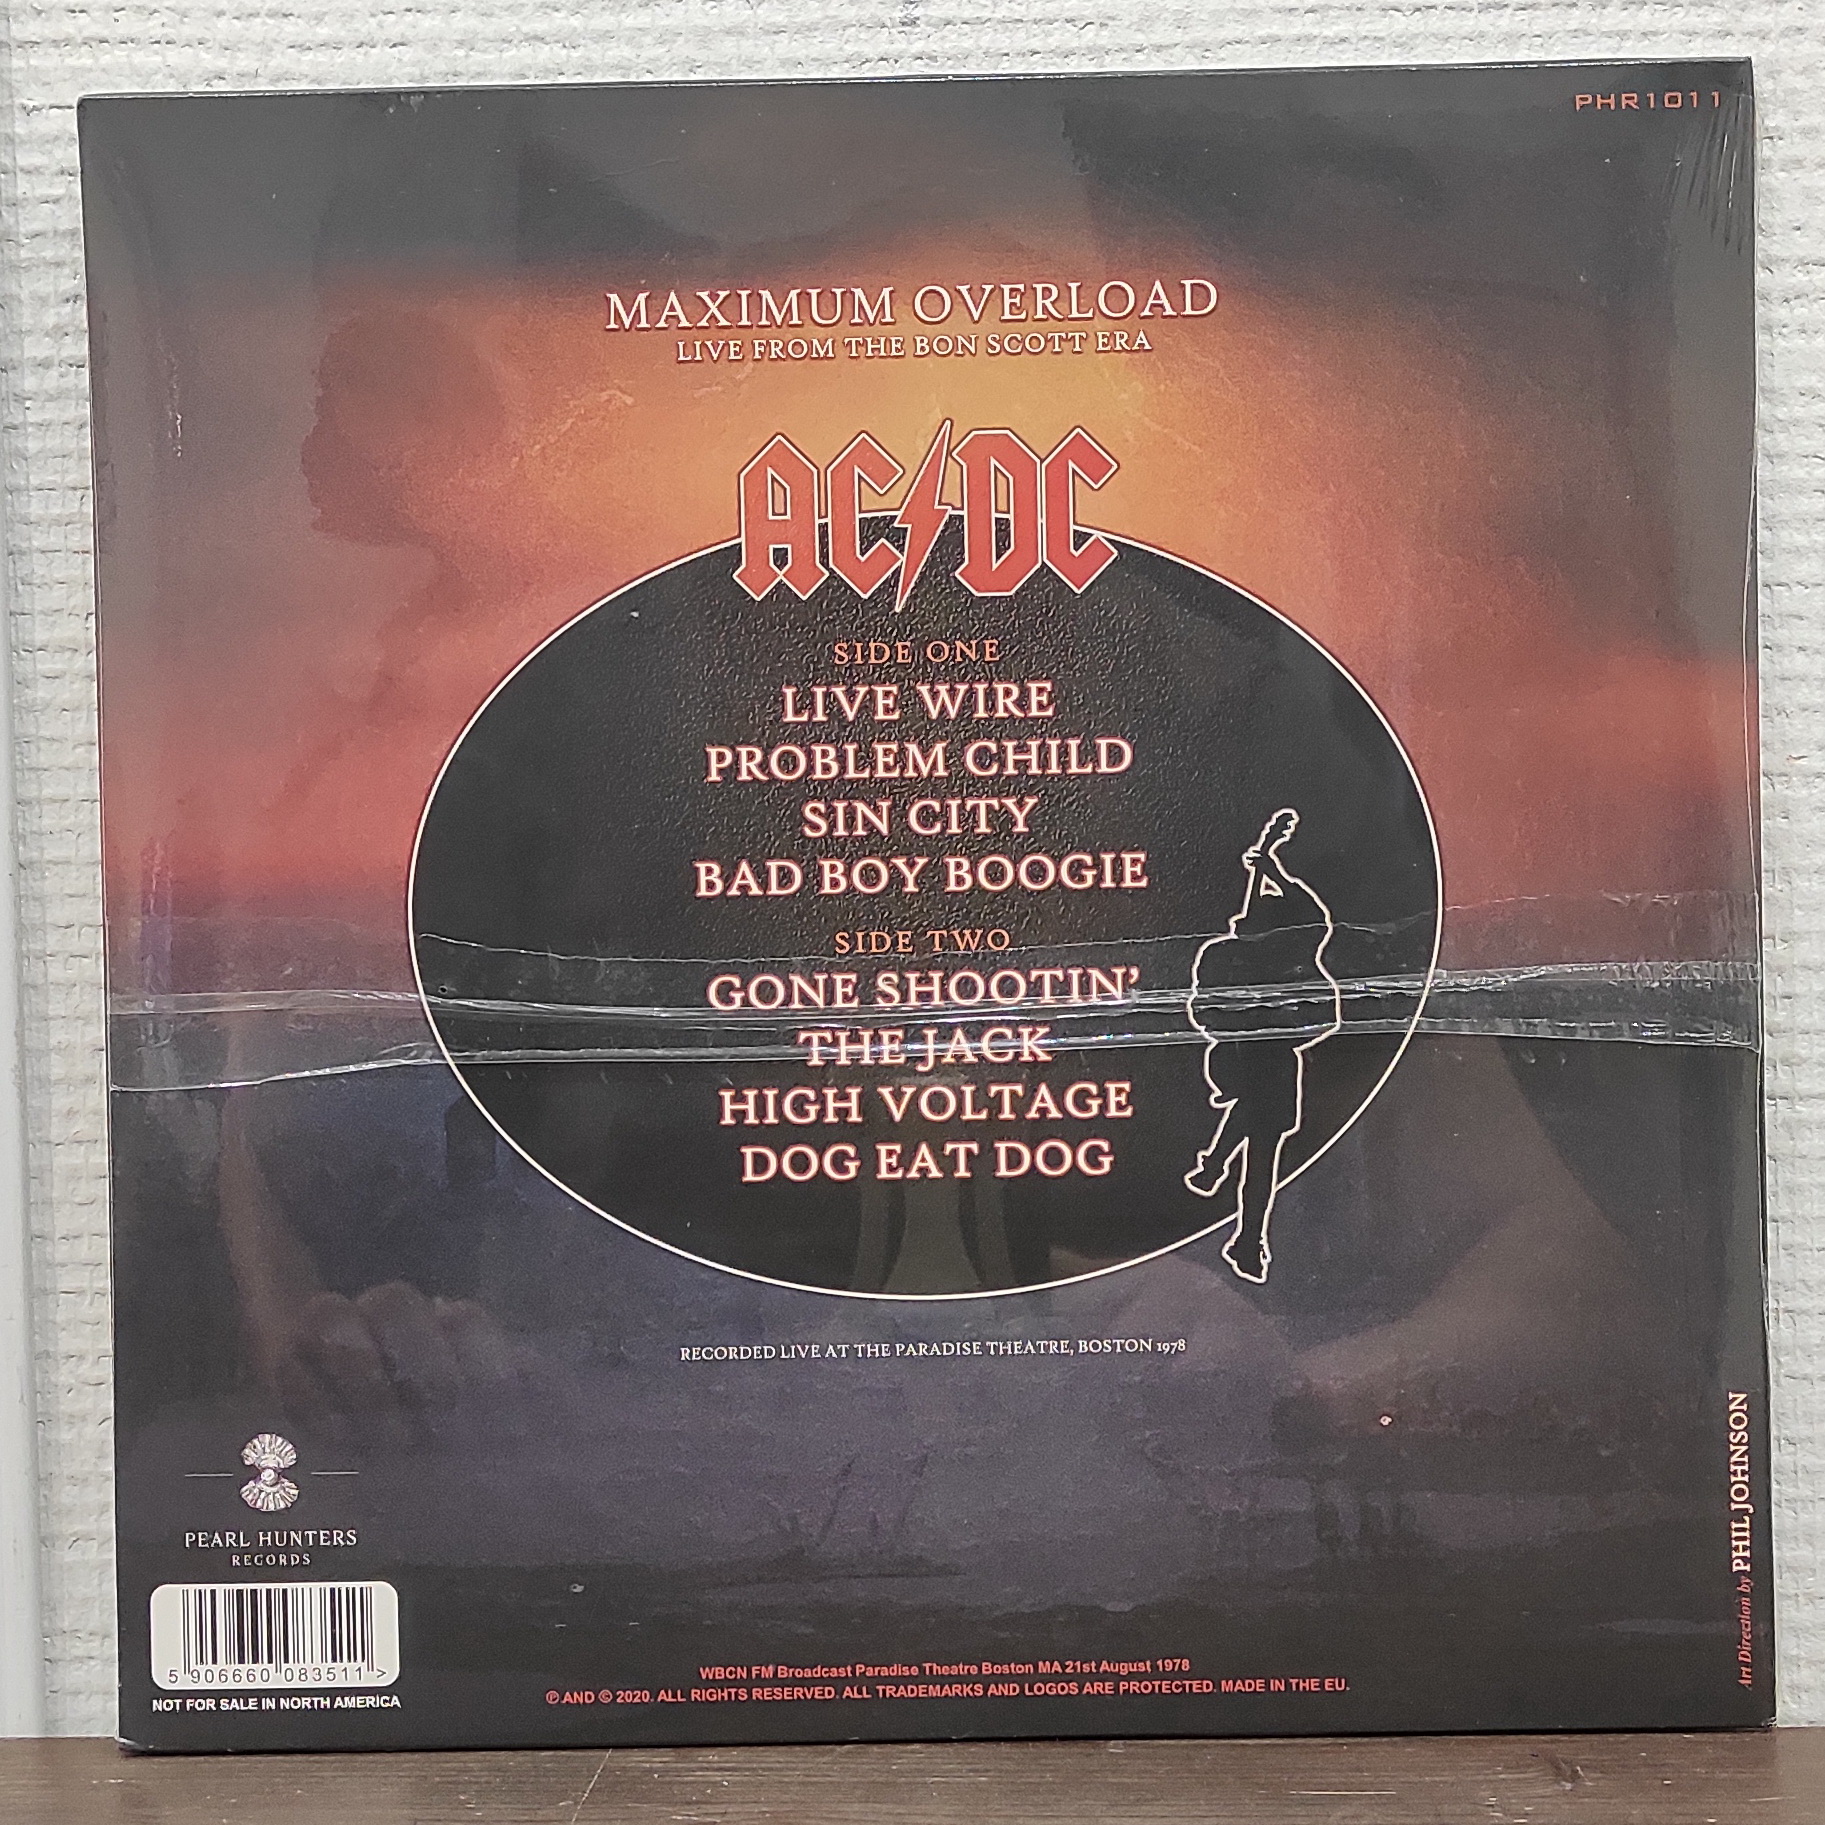 PHR1011
MAXIMUM OVERLOAD
LIVE FROM THE BON SCOTT ERA
AC/DC
SIDE ONE
LIVE WIRE
PROBLEM CHILD
SIN CITY
BAD BOY BOOGIE
SIDE TWO
GONE SHOOTIN'
THE JACK
HIGH VOLTAGE
DOG EAT DOG
RECORDED LIVE AT THE PARADISE THEATRE, BOSTON 1978
PEARL HUNTERS
RECORDS
5 906660 083511 >
NOT FOR SALE IN NORTH AMERICA
WBCN FM Broadcast Paradise Theatre Boston MA 21st August 1978
Ⓟ AND © 2020. ALL RIGHTS RESERVED. ALL TRADEMARKS AND LOGOS ARE PROTECTED. MADE IN THE EU.
Art Direction by PHIL JOHNSON